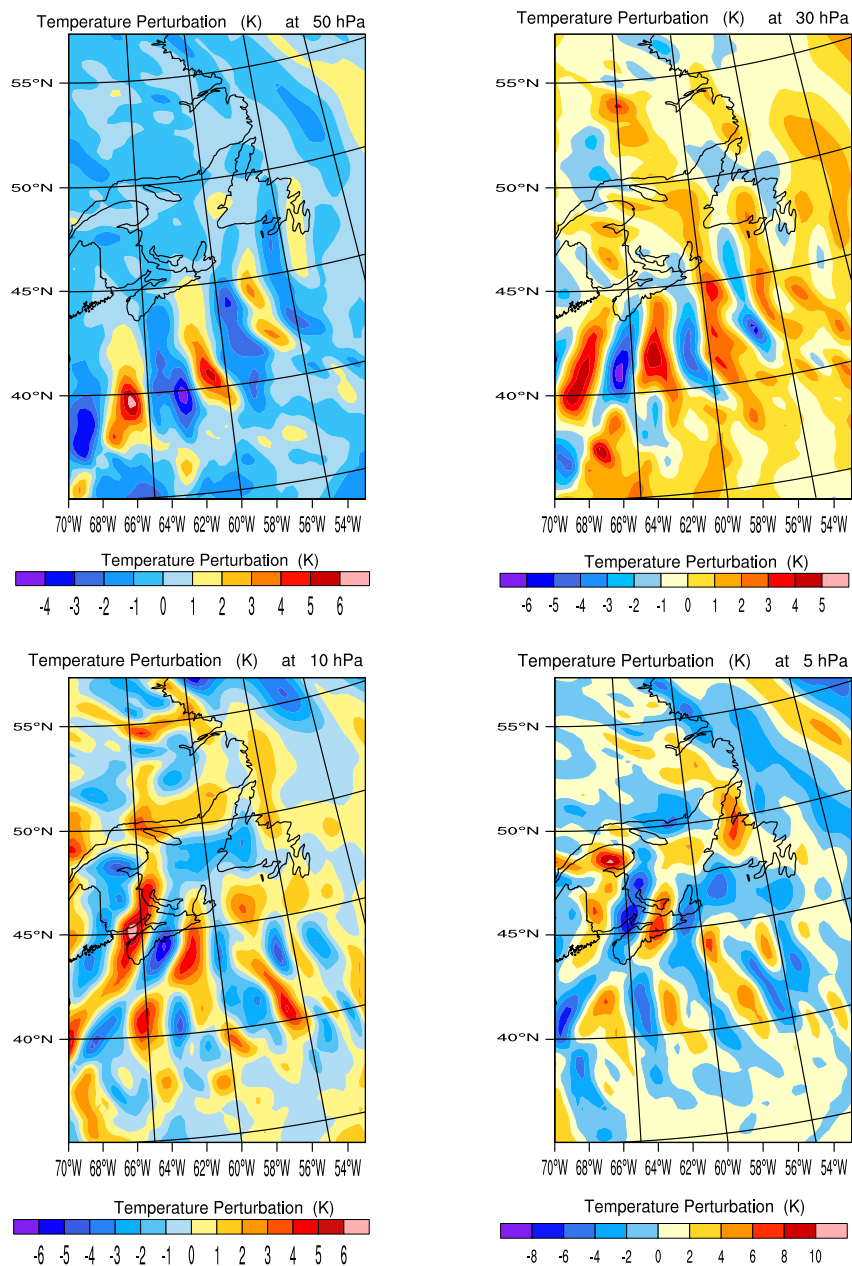 Temperature Perturbation (K) at 50 hPa
55°N
50°N
45°N
40°N
70°W 68°W 66°W 64°W 62°W 60°W 58°W 56°W 54°W
Temperature Perturbation (K)
-4 -3 -2 -1 0 1 2 3 4 5 6
Temperature Perturbation (K) at 30 hPa
55°N
50°N
45°N
40°N
70°W 68°W 66°W 64°W 62°W 60°W 58°W 56°W 54°W
Temperature Perturbation (K)
-6 -5 -4 -3 -2 -1 0 1 2 3 4 5
Temperature Perturbation (K) at 10 hPa
55°N
50°N
45°N
40°N
70°W 68°W 66°W 64°W 62°W 60°W 58°W 56°W 54°W
Temperature Perturbation (K)
-6 -5 -4 -3 -2 -1 0 1 2 3 4 5 6
Temperature Perturbation (K) at 5 hPa
55°N
50°N
45°N
40°N
70°W 68°W 66°W 64°W 62°W 60°W 58°W 56°W 54°W
Temperature Perturbation (K)
-8 -6 -4 -2 0 2 4 6 8 10